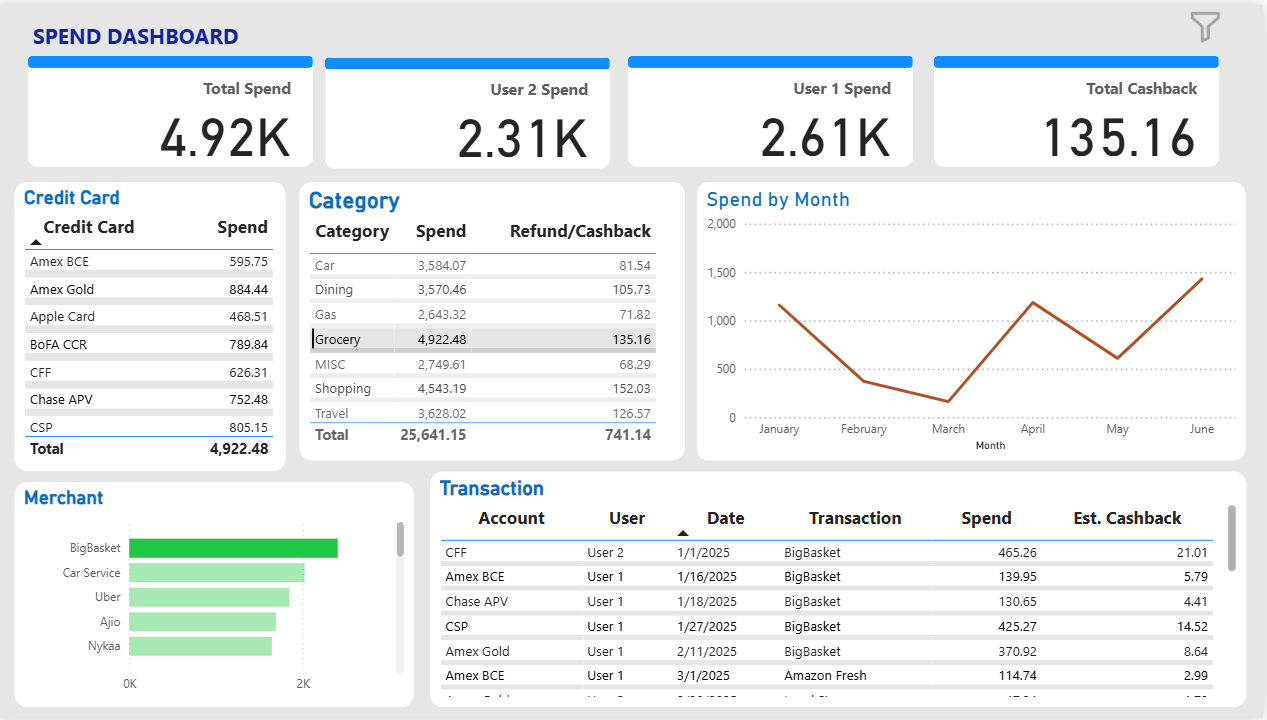 SPEND DASHBOARD
Total Spend
4.92K
User 2 Spend
2.31K
User 1 Spend
2.61K
Total Cashback
135.16
Credit Card
Credit Card Spend
Amex BCE 595.75
Amex Gold 884.44
Apple Card 468.51
BoFA CCR 789.84
CFF 626.31
Chase APV 752.48
CSP 805.15
Total 4,922.48
Category
Category Spend Refund/Cashback
Car 3,584.07 81.54
Dining 3,570.46 105.73
Gas 2,643.32 71.82
Grocery 4,922.48 135.16
MISC 2,749.61 68.29
Shopping 4,543.19 152.03
Travel 3,628.02 126.57
Total 25,641.15 741.14
Spend by Month
2,000
1,500
1,000
500
0
January February March April May June
Month
Merchant
BigBasket
Car Service
Uber
Ajio
Nykaa
0K 2K
Transaction
Account User Date Transaction Spend Est. Cashback
CFF User 2 1/1/2025 BigBasket 465.26 21.01
Amex BCE User 1 1/16/2025 BigBasket 139.95 5.79
Chase APV User 1 1/18/2025 BigBasket 130.65 4.41
CSP User 1 1/27/2025 BigBasket 425.27 14.52
Amex Gold User 1 2/11/2025 BigBasket 370.92 8.64
Amex BCE User 1 3/1/2025 Amazon Fresh 114.74 2.99